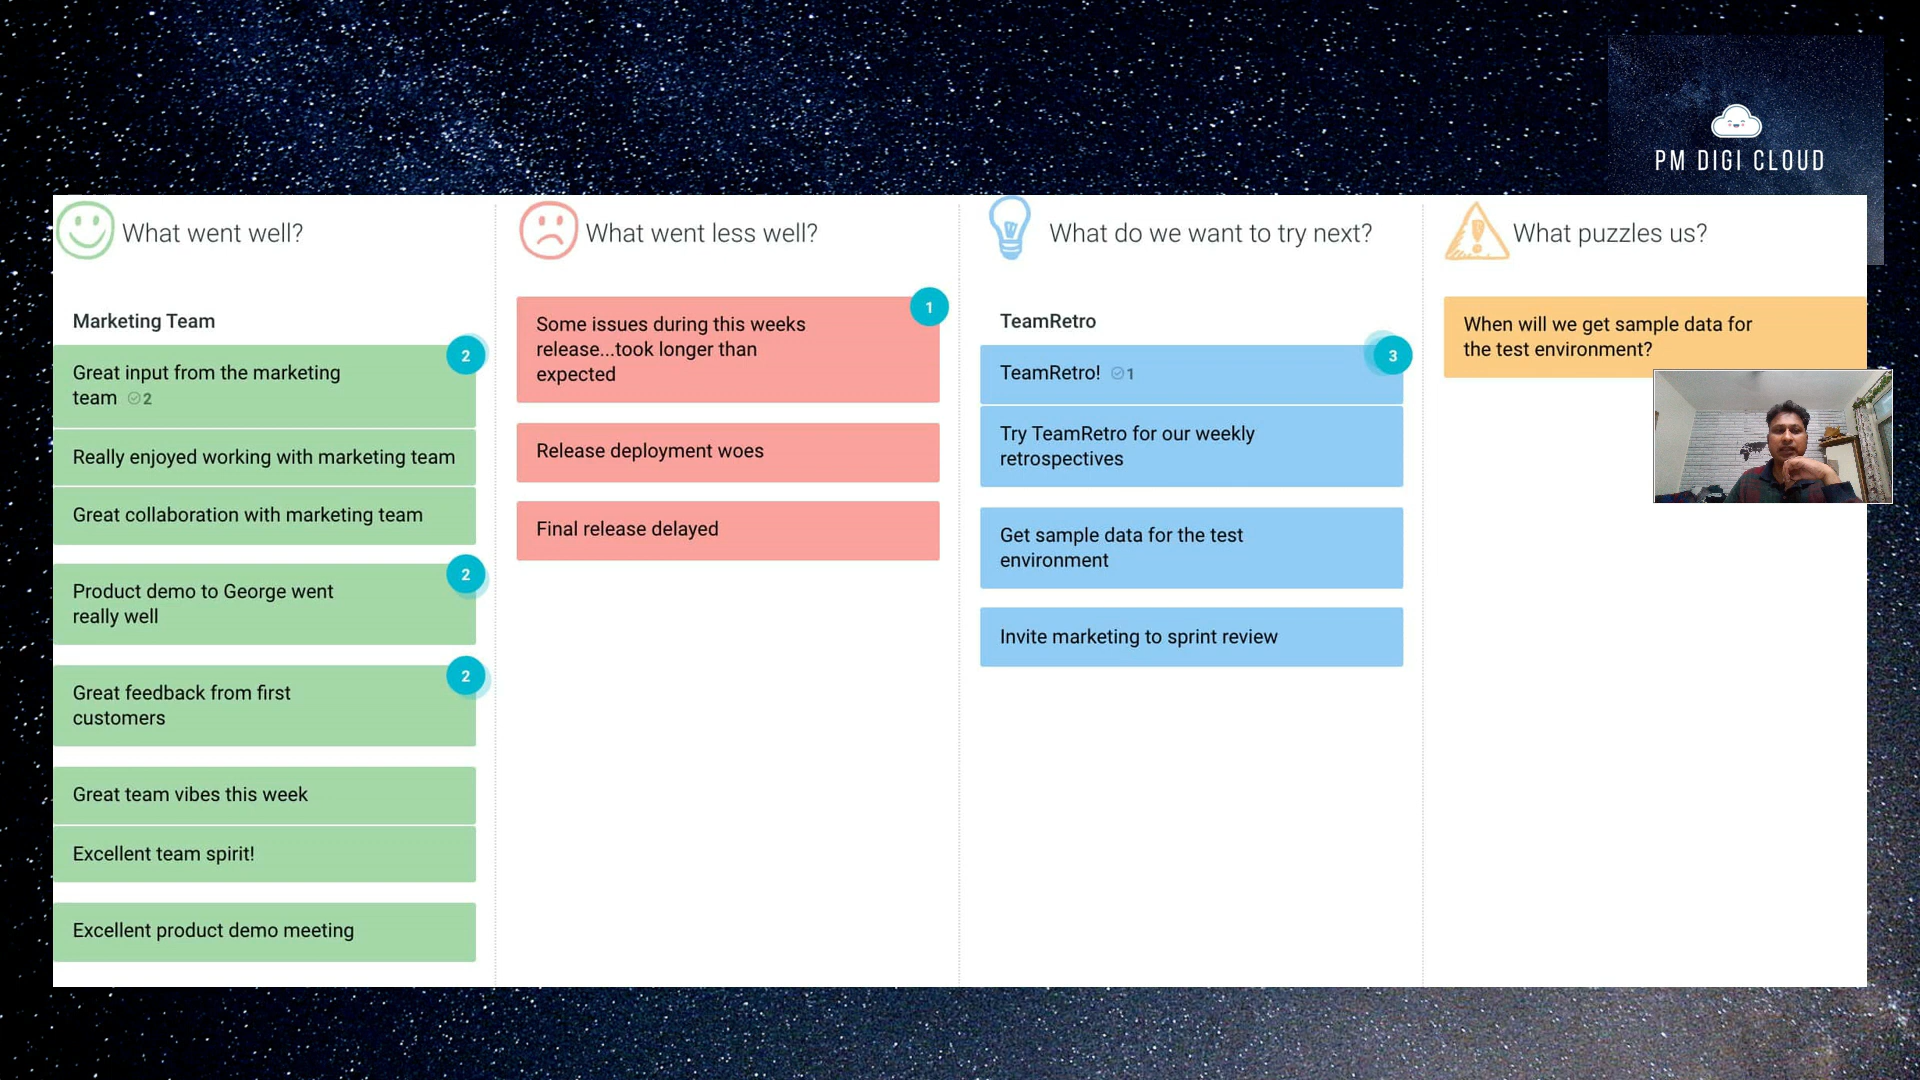 PM DIGI CLOUD
What went well?
Marketing Team
2
Great input from the marketing
team 2
Really enjoyed working with marketing team
Great collaboration with marketing team
2
Product demo to George went
really well
2
Great feedback from first
customers
Great team vibes this week
Excellent team spirit!
Excellent product demo meeting
What went less well?
1
Some issues during this weeks
release...took longer than
expected
Release deployment woes
Final release delayed
What do we want to try next?
TeamRetro
3
TeamRetro! 1
Try TeamRetro for our weekly
retrospectives
Get sample data for the test
environment
Invite marketing to sprint review
What puzzles us?
When will we get sample data for
the test environment?